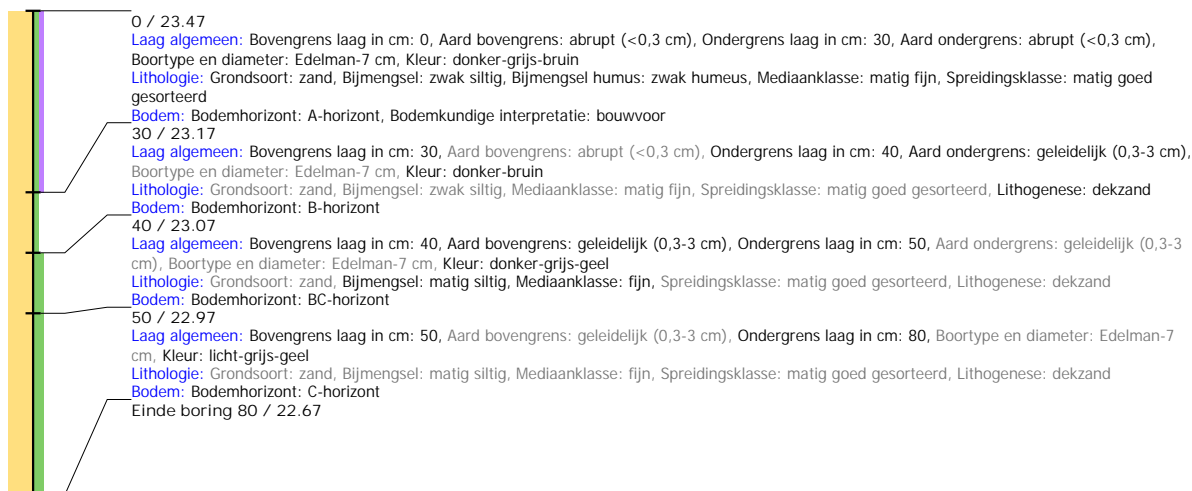 0 / 23.47
Laag algemeen: Bovengrens laag in cm: 0, Aard bovengrens: abrupt (<0,3 cm), Ondergrens laag in cm: 30, Aard ondergrens: abrupt (<0,3 cm),
Boortype en diameter: Edelman-7 cm, Kleur: donker-grijs-bruin
Lithologie: Grondsoort: zand, Bijmengsel: zwak siltig, Bijmengsel humus: zwak humeus, Mediaanklasse: matig fijn, Spreidingsklasse: matig goed
gesorteerd
Bodem: Bodemhorizont: A-horizont, Bodemkundige interpretatie: bouwvoor
30 / 23.17
Laag algemeen: Bovengrens laag in cm: 30, Aard bovengrens: abrupt (<0,3 cm), Ondergrens laag in cm: 40, Aard ondergrens: geleidelijk (0,3-3 cm),
Boortype en diameter: Edelman-7 cm, Kleur: donker-bruin
Lithologie: Grondsoort: zand, Bijmengsel: zwak siltig, Mediaanklasse: matig fijn, Spreidingsklasse: matig goed gesorteerd, Lithogenese: dekzand
Bodem: Bodemhorizont: B-horizont
40 / 23.07
Laag algemeen: Bovengrens laag in cm: 40, Aard bovengrens: geleidelijk (0,3-3 cm), Ondergrens laag in cm: 50, Aard ondergrens: geleidelijk (0,3-3
cm), Boortype en diameter: Edelman-7 cm, Kleur: donker-grijs-geel
Lithologie: Grondsoort: zand, Bijmengsel: matig siltig, Mediaanklasse: fijn, Spreidingsklasse: matig goed gesorteerd, Lithogenese: dekzand
Bodem: Bodemhorizont: BC-horizont
50 / 22.97
Laag algemeen: Bovengrens laag in cm: 50, Aard bovengrens: geleidelijk (0,3-3 cm), Ondergrens laag in cm: 80, Boortype en diameter: Edelman-7
cm, Kleur: licht-grijs-geel
Lithologie: Grondsoort: zand, Bijmengsel: matig siltig, Mediaanklasse: fijn, Spreidingsklasse: matig goed gesorteerd, Lithogenese: dekzand
Bodem: Bodemhorizont: C-horizont
Einde boring 80 / 22.67